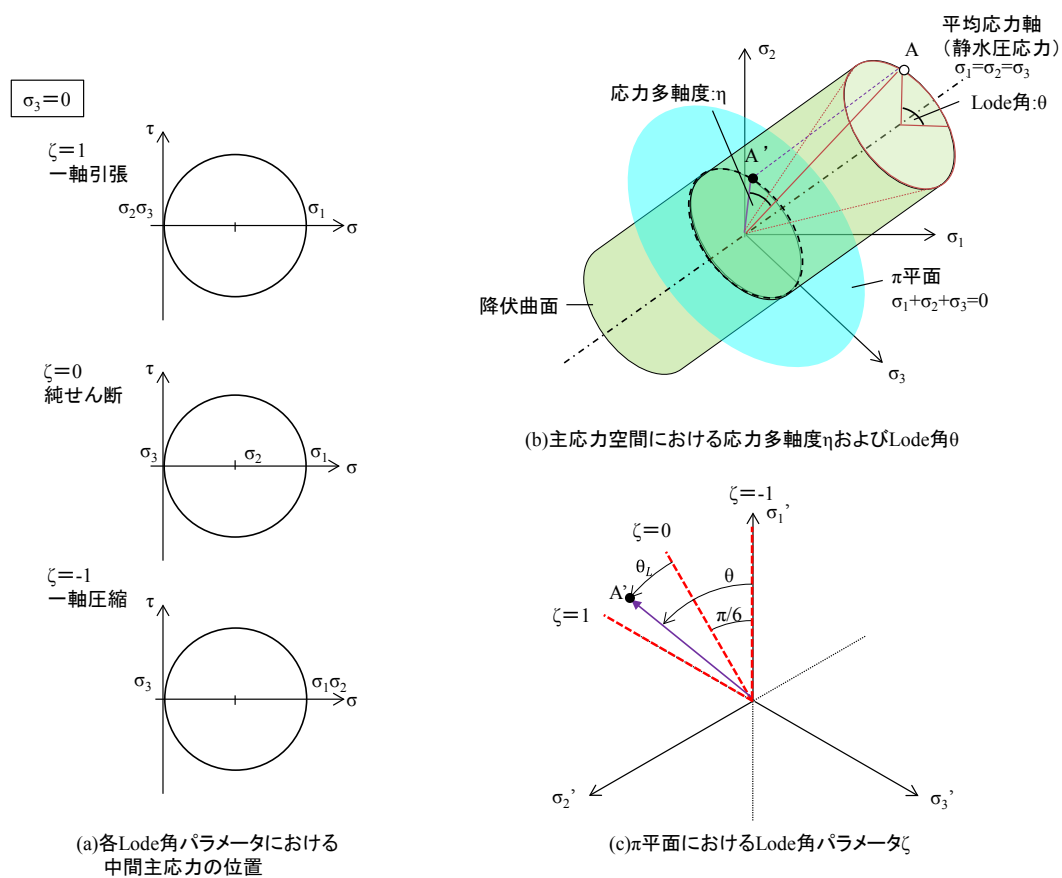 σ₃＝0
ζ＝1
一軸引張
τ
σ₂σ₃
σ₁
σ
ζ＝0
純せん断
τ
σ₃
σ₂
σ₁
σ
ζ＝-1
一軸圧縮
τ
σ₃
σ₁σ₂
σ
(a)各Lode角パラメータにおける
中間主応力の位置
σ₂
平均応力軸
（静水圧応力）
σ₁=σ₂=σ₃
A
応力多軸度:η
Lode角:θ
A’
σ₁
π平面
σ₁+σ₂+σ₃=0
降伏曲面
σ₃
(b)主応力空間における応力多軸度ηおよびLode角θ
ζ＝-1
σ₁’
ζ＝0
θL
θ
A’
π/6
ζ＝1
σ₂’
σ₃’
(c)π平面におけるLode角パラメータζ